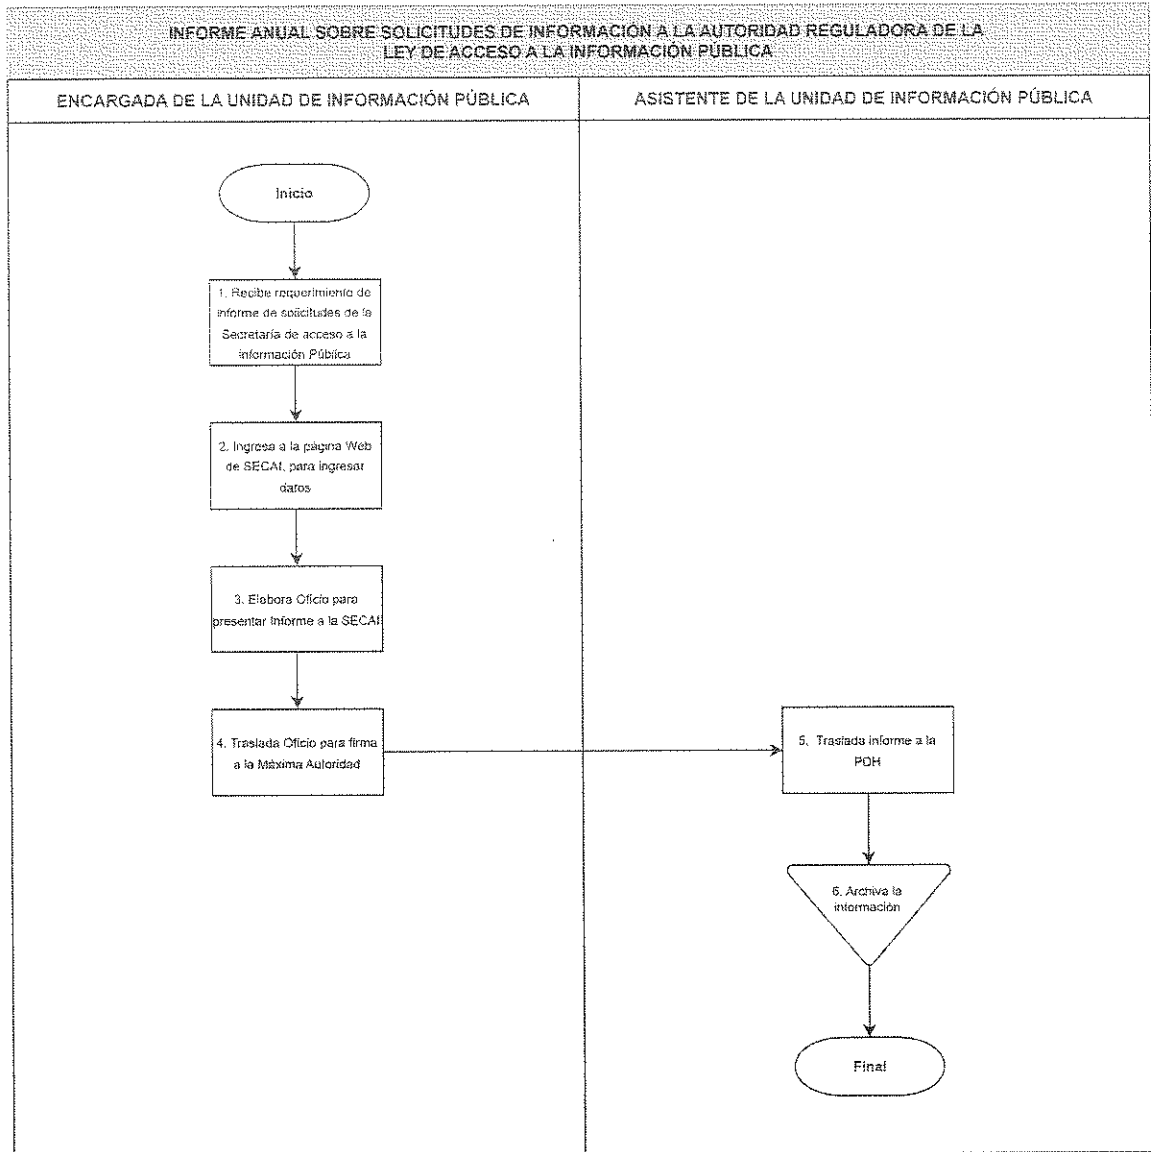 INFORME ANUAL SOBRE SOLICITUDES DE INFORMACIÓN A LA AUTORIDAD REGULADORA DE LA
LEY DE ACCESO A LA INFORMACIÓN PÚBLICA
ENCARGADA DE LA UNIDAD DE INFORMACIÓN PÚBLICA
ASISTENTE DE LA UNIDAD DE INFORMACIÓN PÚBLICA
Inicio
1. Recibe requerimiento de
informe de solicitudes de la
Secretaría de acceso a la
información Pública
2. Ingresa a la página Web
de SECAI, para ingresar
datos
3. Elabora Oficio para
presentar Informe a la SECAI
4. Traslada Oficio para firma
a la Máxima Autoridad
5. Traslada informe a la
PDH
6. Archiva la
información
Final